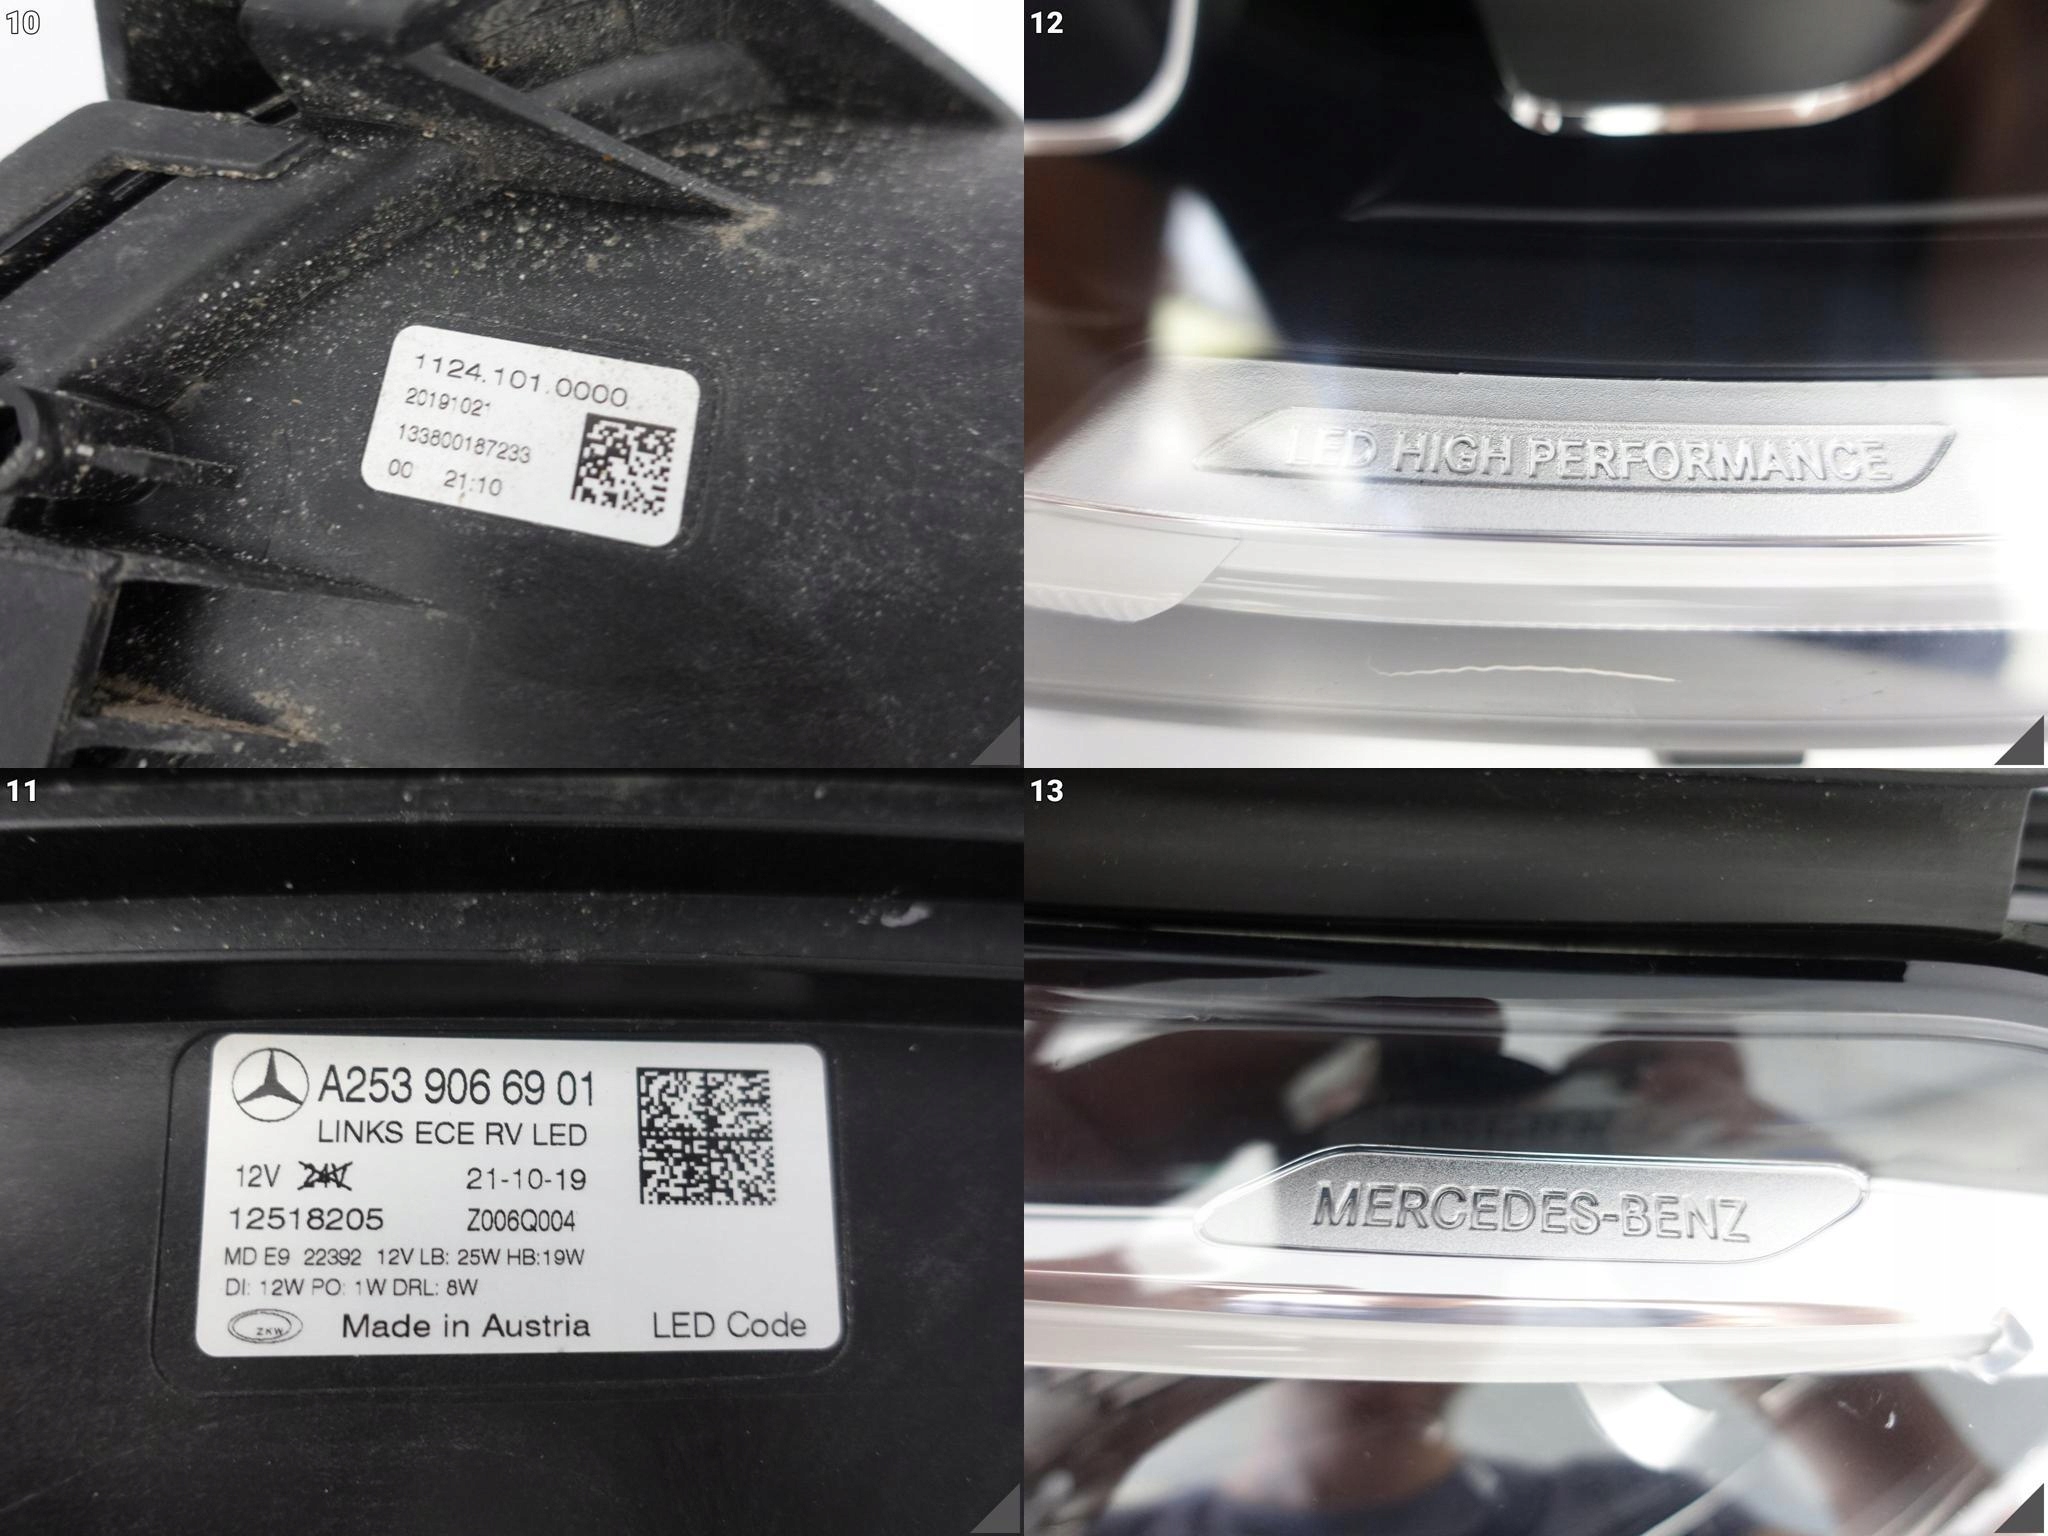 10
1124.101.0000
20191021
133800187233
00 21:10
12
LED HIGH PERFORMANCE
11
A253 906 69 01
LINKS ECE RV LED
12V 24V 21-10-19
12518205 Z006Q004
MD E9 22392 12V LB: 25W HB:19W
DI: 12W PO: 1W DRL: 8W
ZKW Made in Austria LED Code
13
MERCEDES-BENZ